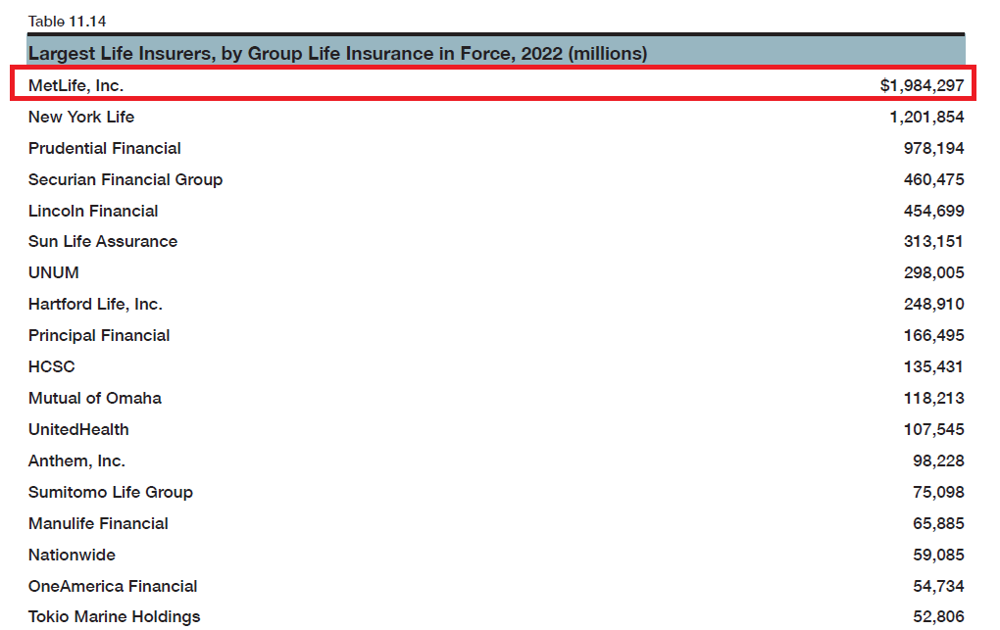 Table 11.14
Largest Life Insurers, by Group Life Insurance in Force, 2022 (millions)
MetLife, Inc. $1,984,297
New York Life 1,201,854
Prudential Financial 978,194
Securian Financial Group 460,475
Lincoln Financial 454,699
Sun Life Assurance 313,151
UNUM 298,005
Hartford Life, Inc. 248,910
Principal Financial 166,495
HCSC 135,431
Mutual of Omaha 118,213
UnitedHealth 107,545
Anthem, Inc. 98,228
Sumitomo Life Group 75,098
Manulife Financial 65,885
Nationwide 59,085
OneAmerica Financial 54,734
Tokio Marine Holdings 52,806